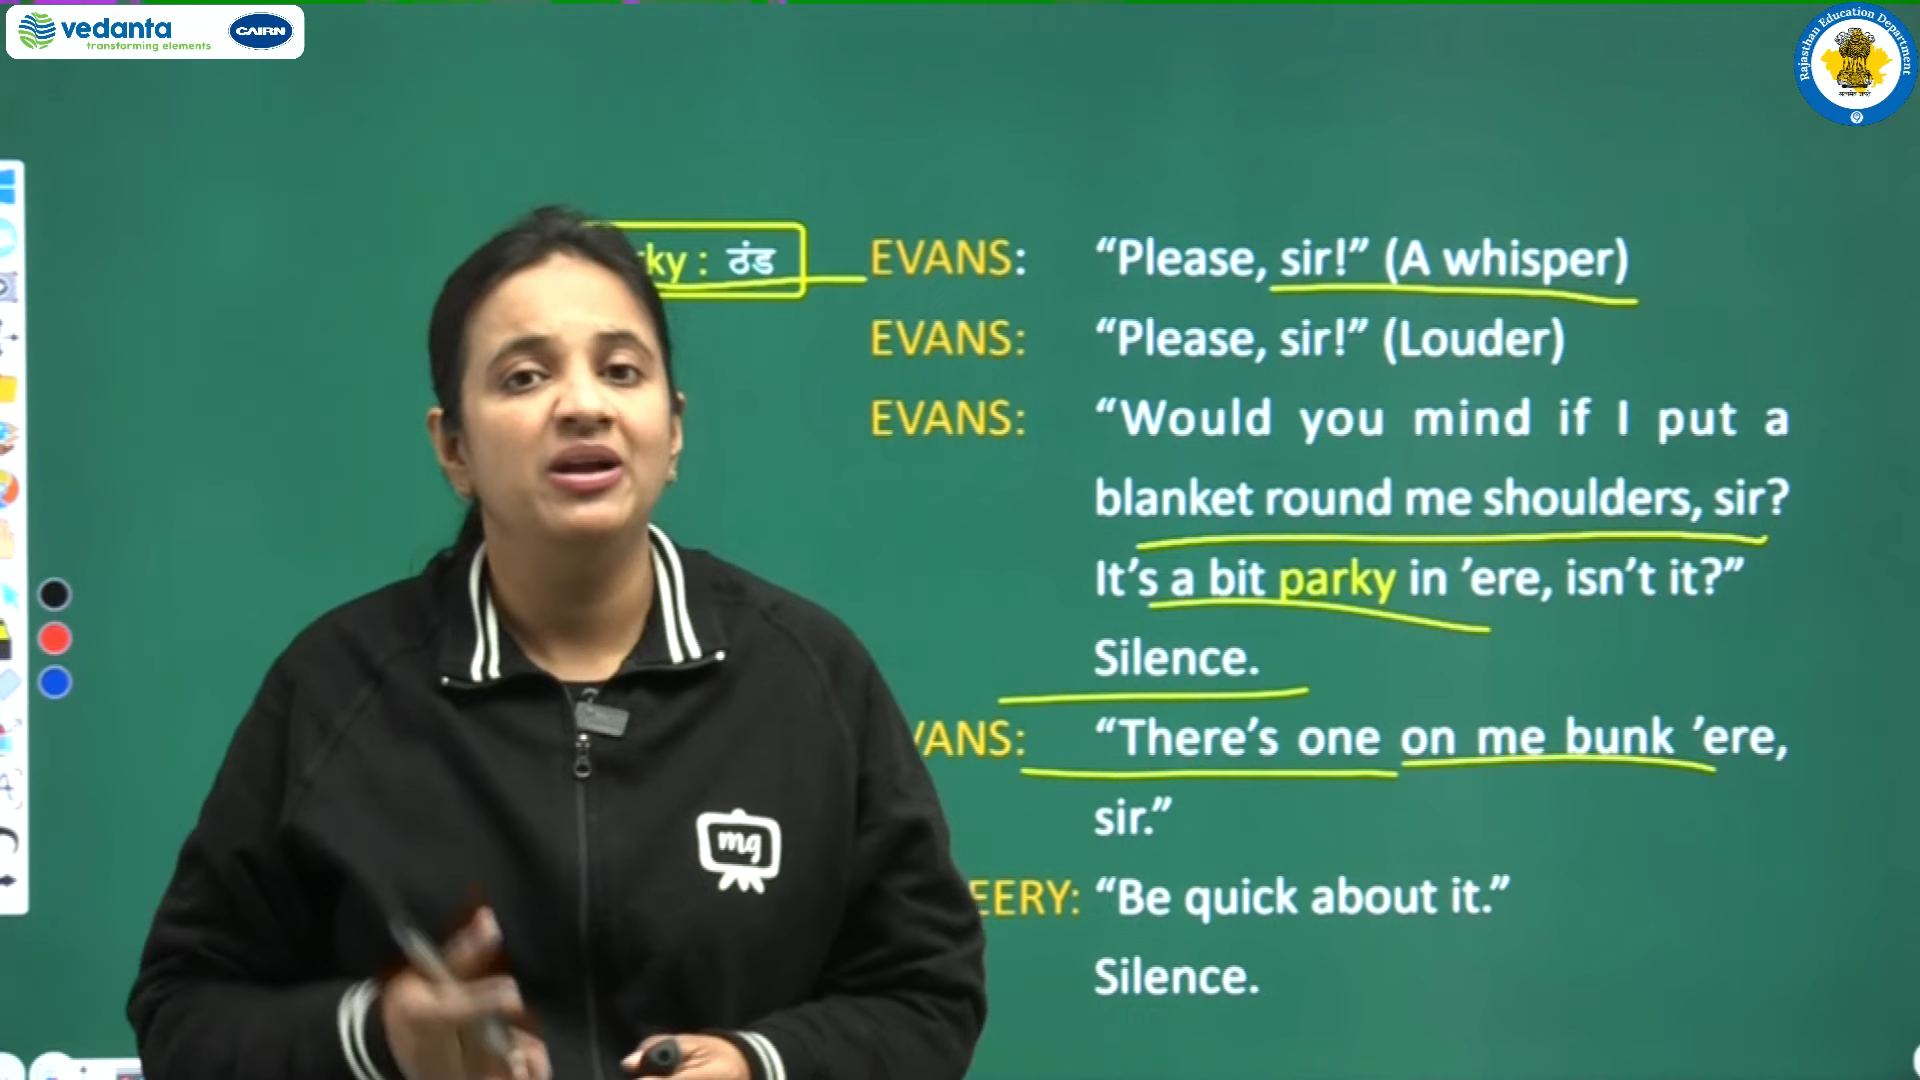 vedanta
transforming elements
CAIRN
Rajasthan Education Department
rky : ठंड
EVANS: “Please, sir!” (A whisper)
EVANS: “Please, sir!” (Louder)
EVANS: “Would you mind if I put a
blanket round me shoulders, sir?
It’s a bit parky in ’ere, isn’t it?”
Silence.
VANS: “There’s one on me bunk ’ere,
sir.”
EERY: “Be quick about it.”
Silence.
mg